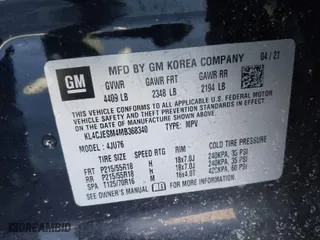 GM
MFD BY GM KOREA COMPANY 04 / 21
GVWR GAWR FRT GAWR RR
4409 LB 2348 LB 2194 LB
THIS VEHICLE CONFORMS TO ALL APPLICABLE U.S. FEDERAL
MOTOR VEHICLE SAFETY, BUMPER, AND THEFT PREVENTION
STANDARDS IN EFFECT ON THE DATE OF MANUFACTURE SHOWN ABOVE.
KL4CJESM4MB368340 TYPE: MPV
MODEL: 4JU76
TIRE SIZE SPEED RTG RIM COLD TIRE PRESSURE
FRT P215/55R18 H 18x7.0J 240KPA, 35 PSI
RR P215/55R18 H 18x7.0J 240KPA, 35 PSI
SPA T125/70R16 M 16x4.0T 420KPA, 60 PSI
SEE OWNER'S MANUAL FOR ADDITIONAL INFORMATION.